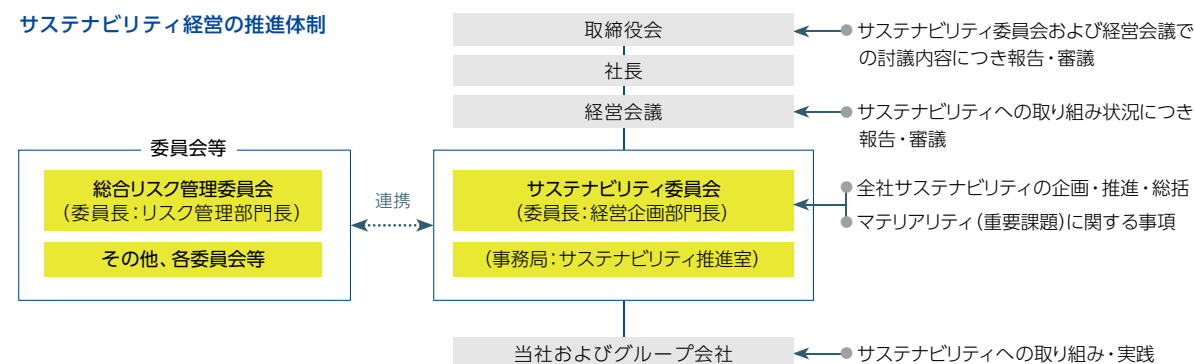 サステナビリティ経営の推進体制
取締役会
サステナビリティ委員会および経営会議で
の討議内容につき報告・審議
社長
経営会議
サステナビリティへの取り組み状況につき
報告・審議
委員会等
総合リスク管理委員会
(委員長:リスク管理部門長)
その他、各委員会等
連携
サステナビリティ委員会
(委員長:経営企画部門長)
(事務局:サステナビリティ推進室)
全社サステナビリティの企画・推進・総括
マテリアリティ(重要課題)に関する事項
当社およびグループ会社
サステナビリティへの取り組み・実践